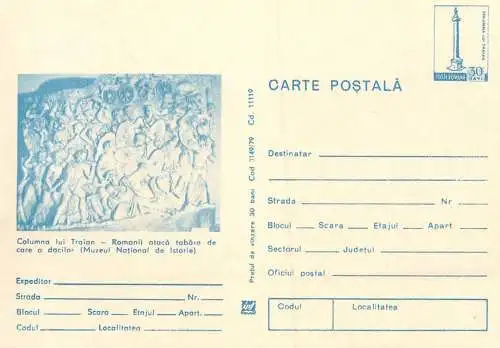 COLUMNA LUI TRAIAN
POSTA ROMANA 30 BANI
CARTE POȘTALĂ
Columna lui Traian – Romanii atacă tabăra de
care a dacilor (Muzeul Național de Istorie)
Expeditor
Strada Nr.
Blocul Scara Etajul Apart.
Codul Localitatea
Prețul de vînzare 30 bani Cod 1149/79 Cd. 11119
Destinatar
Strada Nr
Blocul Scara Etajul Apart
Sectorul Județul
Oficiul poștal
Codul Localitatea